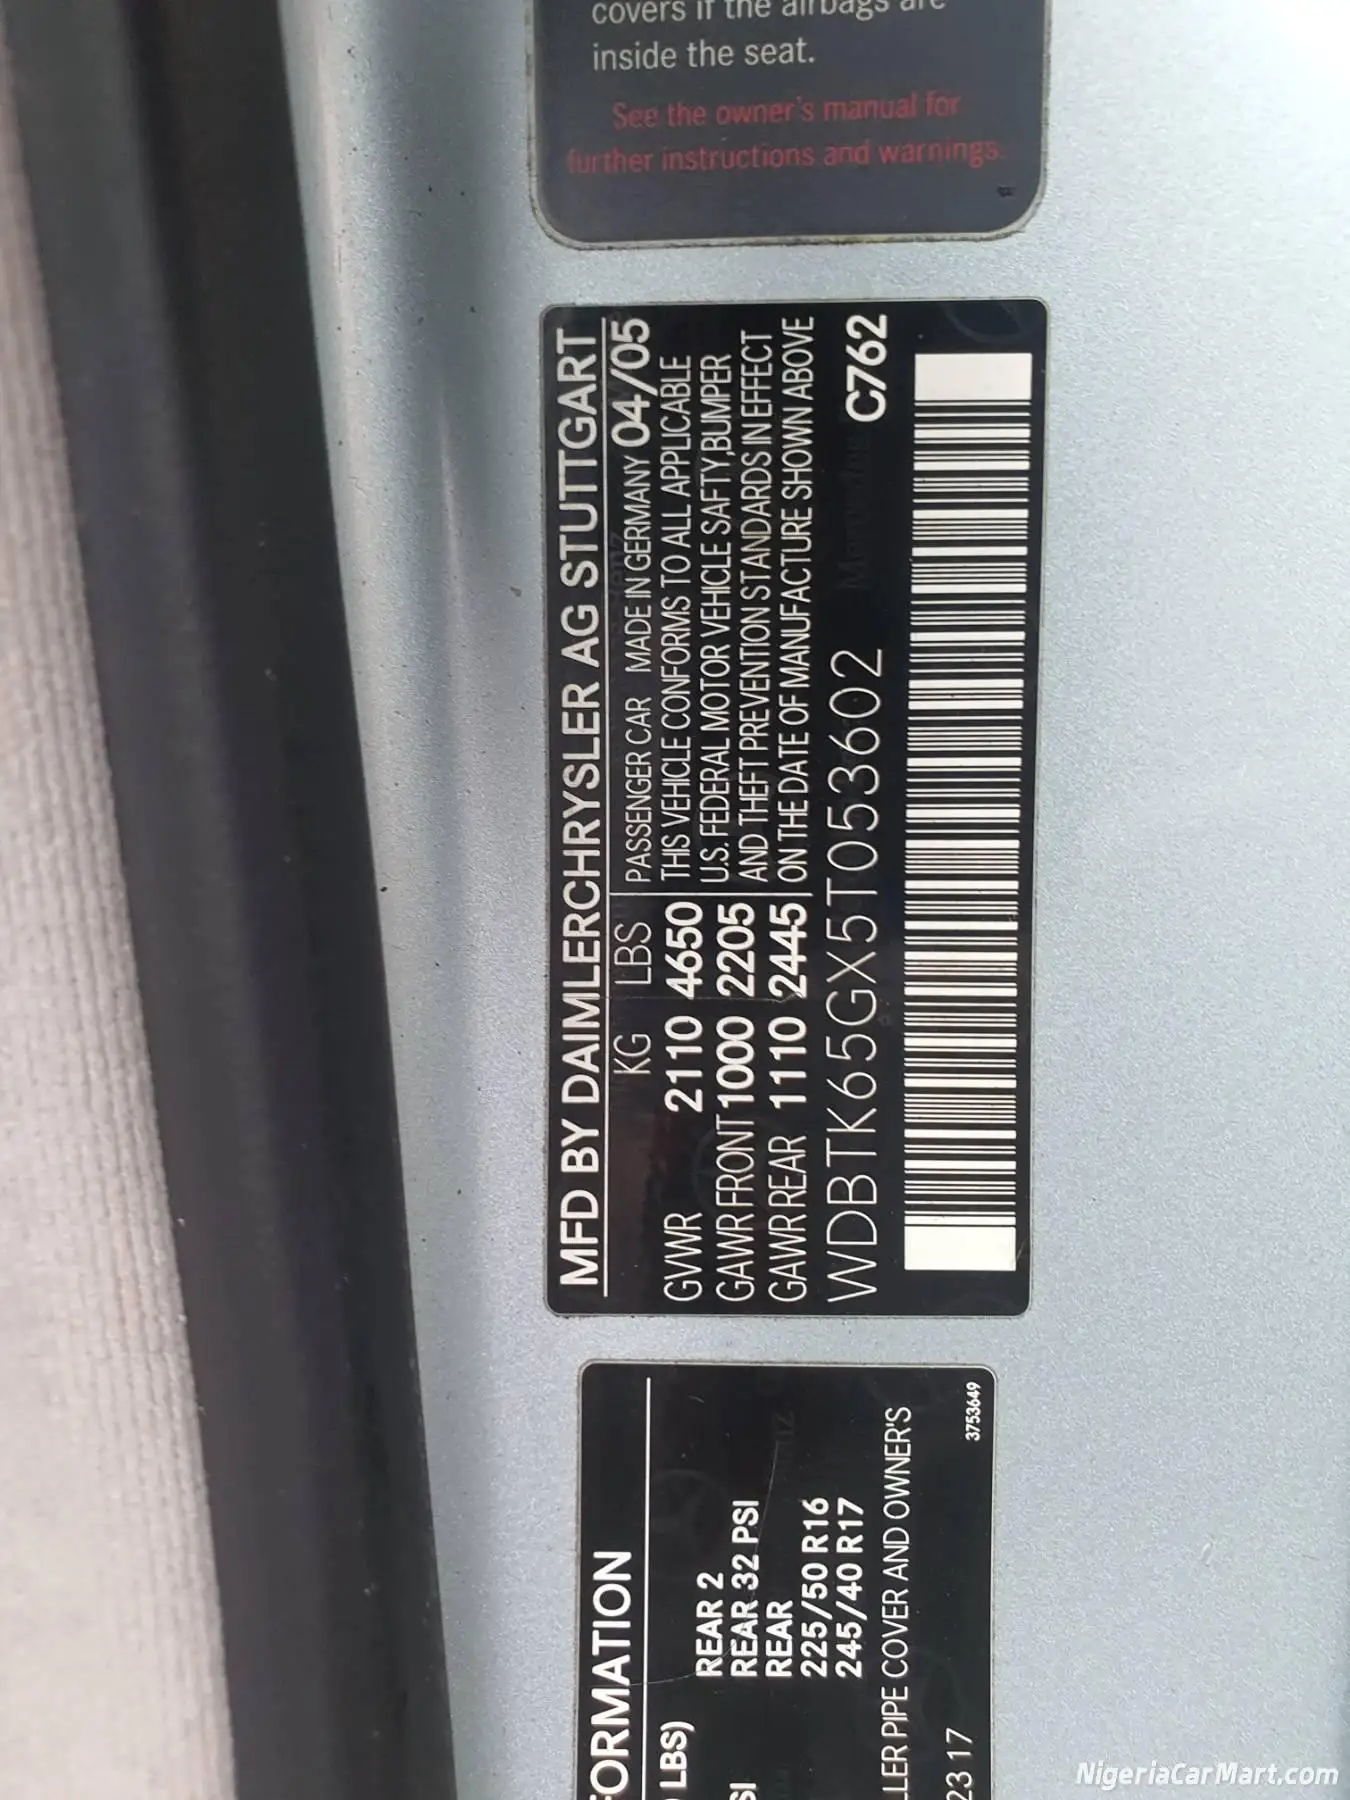 covers if the airbags are
inside the seat.
See the owner's manual for
further instructions and warnings.
MFD BY DAIMLERCHRYSLER AG STUTTGART
KG LBS PASSENGER CAR MADE IN GERMANY 04/05
GVWR 2110 4650 THIS VEHICLE CONFORMS TO ALL APPLICABLE
U.S. FEDERAL MOTOR VEHICLE SAFTY,BUMPER
GAWR FRONT 1000 2205 AND THEFT PREVENTION STANDARDS IN EFFECT
GAWR REAR 1110 2445 ON THE DATE OF MANUFACTURE SHOWN ABOVE
WDBTK65GX5T053602 C762
FORMATION
LBS)
REAR 2
REAR 32 PSI
REAR
225/50 R16
245/40 R17
PIPE COVER AND OWNER'S
23 17
3753649
NigeriaCarMart.com